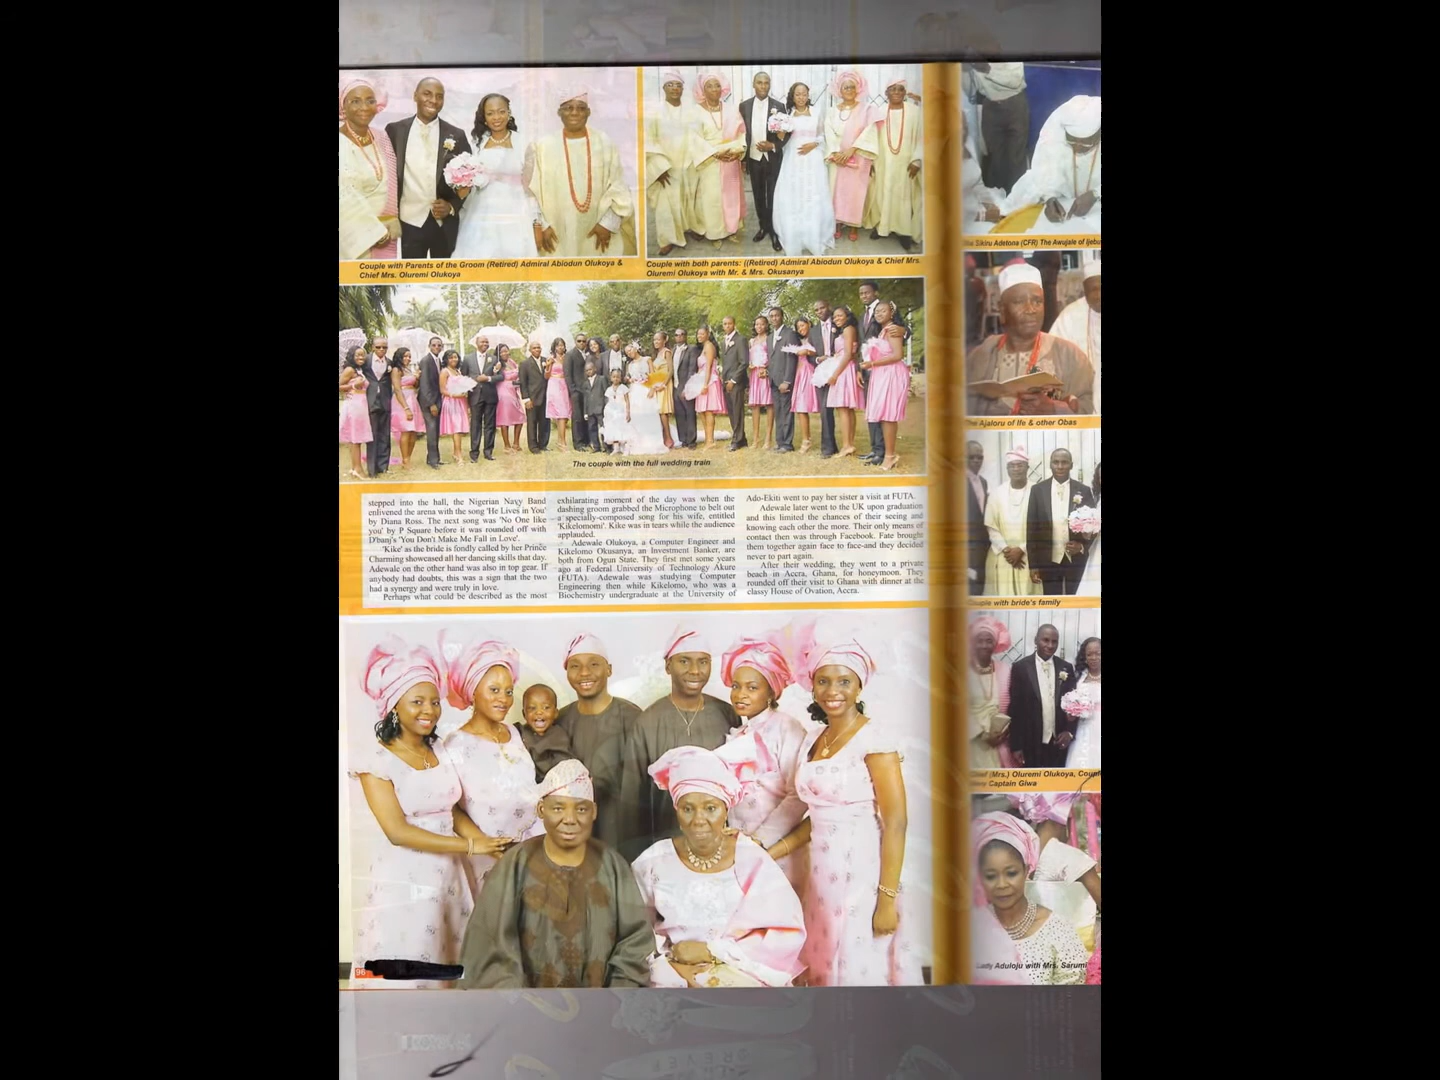 Couple with Parents of the Groom (Retired) Admiral Abiodun Olukoya &
Chief Mrs. Oluremi Olukoya
Couple with both parents: ((Retired) Admiral Abiodun Olukoya & Chief Mrs.
Oluremi Olukoya with Mr. & Mrs. Okusanya
The couple with the full wedding train
stepped into the hall, the Nigerian Navy Band
enlivened the arena with the song 'He Lives in You'
by Diana Ross. The next song was 'No One like
you' by P Square before it was rounded off with
D'banj's 'You Don't Make Me Fall in Love'.
'Kike' as the bride is fondly called by her Prince
Charming showcased all her dancing skills that day.
Adewale on the other hand was also in top gear. If
anybody had doubts, this was a sign that the two
had a synergy and were truly in love.
Perhaps what could be described as the most
exhilarating moment of the day was when the
dashing groom grabbed the Microphone to belt out
a specially-composed song for his wife, entitled
'Kikelomomi'. Kike was in tears while the audience
applauded.
Adewale Olukoya, a Computer Engineer and
Kikelomo Okusanya, an Investment Banker, are
both from Ogun State. They first met some years
ago at Federal University of Technology Akure
(FUTA). Adewale was studying Computer
Engineering then while Kikelomo, who was a
Biochemistry undergraduate at the University of
Ado-Ekiti went to pay her sister a visit at FUTA.
Adewale later went to the UK upon graduation
and this limited the chances of their seeing and
knowing each other the more. Their only means of
contact then was through Facebook. Fate brought
them together again face to face-and they decided
never to part again.
After their wedding, they went to a private
beach in Accra, Ghana, for honeymoon. They
rounded off their visit to Ghana with dinner at the
classy House of Ovation, Accra.
96
Sikiru Adetona (CFR) The Awujale of Ijebu
The Ajaloru of Ife & other Obas
Couple with bride's family
(Mrs.) Oluremi Olukoya, Coupl
Captain Giwa
Lady Aduloju with Mrs. Sarumi